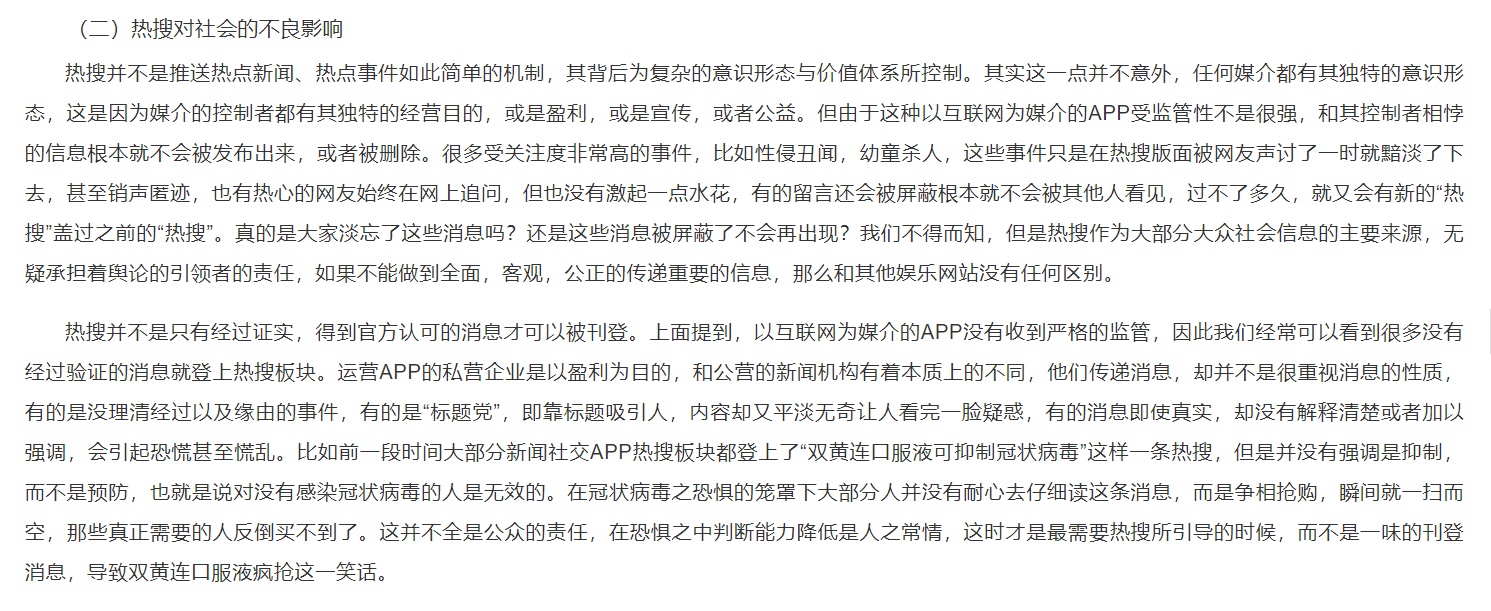 （二）热搜对社会的不良影响
热搜并不是推送热点新闻、热点事件如此简单的机制，其背后为复杂的意识形态与价值体系所控制。其实这一点并不意外，任何媒介都有其独特的意识形
态，这是因为媒介的控制者都有其独特的经营目的，或是盈利，或是宣传，或者公益。但由于这种以互联网为媒介的APP受监管性不是很强，和其控制者相悖
的信息根本就不会被发布出来，或者被删除。很多受关注度非常高的事件，比如性侵丑闻，幼童杀人，这些事件只是在热搜版面被网友声讨了一时就黯淡了下
去，甚至销声匿迹，也有热心的网友始终在网上追问，但也没有激起一点水花，有的留言还会被屏蔽根本就不会被其他人看见，过不了多久，就又会有新的“热
搜”盖过之前的“热搜”。真的是大家淡忘了这些消息吗？还是这些消息被屏蔽了不会再出现？我们不得而知，但是热搜作为大部分大众社会信息的主要来源，无
疑承担着舆论的引领者的责任，如果不能做到全面，客观，公正的传递重要的信息，那么和其他娱乐网站没有任何区别。
热搜并不是只有经过证实，得到官方认可的消息才可以被刊登。上面提到，以互联网为媒介的APP没有收到严格的监管，因此我们经常可以看到很多没有
经过验证的消息就登上热搜板块。运营APP的私营企业是以盈利为目的，和公营的新闻机构有着本质上的不同，他们传递消息，却并不是很重视消息的性质，
有的是没理清经过以及缘由的事件，有的是“标题党”，即靠标题吸引人，内容却又平淡无奇让人看完一脸疑惑，有的消息即使真实，却没有解释清楚或者加以
强调，会引起恐慌甚至慌乱。比如前一段时间大部分新闻社交APP热搜板块都登上了“双黄连口服液可抑制冠状病毒”这样一条热搜，但是并没有强调是抑制，
而不是预防，也就是说对没有感染冠状病毒的人是无效的。在冠状病毒之恐惧的笼罩下大部分人并没有耐心去仔细读这条消息，而是争相抢购，瞬间就一扫而
空，那些真正需要的人反倒买不到了。这并不全是公众的责任，在恐惧之中判断能力降低是人之常情，这时才是最需要热搜所引导的时候，而不是一味的刊登
消息，导致双黄连口服液疯抢这一笑话。